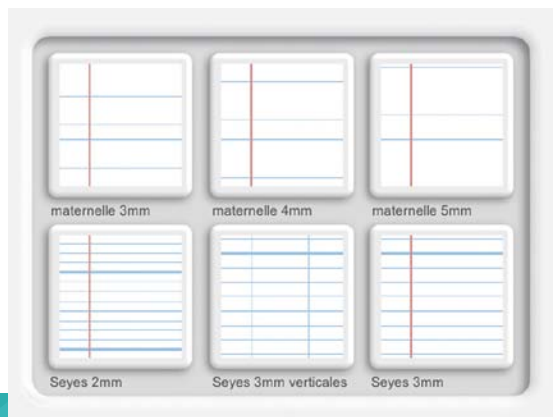 maternelle 3mm
maternelle 4mm
maternelle 5mm
Seyes 2mm
Seyes 3mm verticales
Seyes 3mm